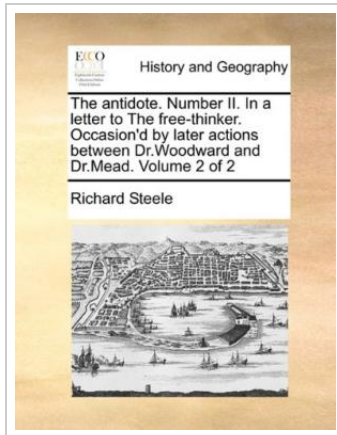 ECCO
History and Geography
The antidote. Number II. In a
letter to The free-thinker.
Occasion'd by later actions
between Dr.Woodward and
Dr.Mead. Volume 2 of 2
Richard Steele